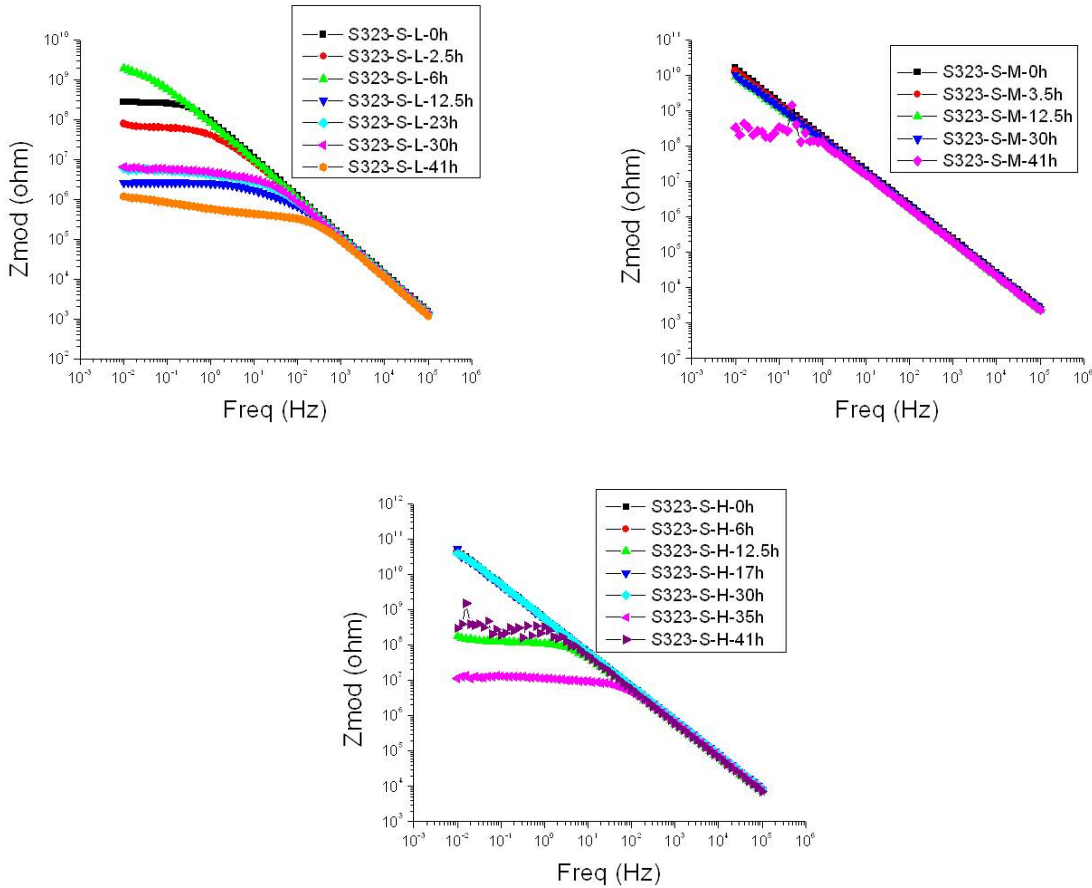 S323-S-L-0h
S323-S-L-2.5h
S323-S-L-6h
S323-S-L-12.5h
S323-S-L-23h
S323-S-L-30h
S323-S-L-41h
Zmod (ohm)
10^10
10^9
10^8
10^7
10^6
10^5
10^4
10^3
10^2
10^-3 10^-2 10^-1 10^0 10^1 10^2 10^3 10^4 10^5 10^6
Freq (Hz)
S323-S-M-0h
S323-S-M-3.5h
S323-S-M-12.5h
S323-S-M-30h
S323-S-M-41h
Zmod (ohm)
10^11
10^10
10^9
10^8
10^7
10^6
10^5
10^4
10^3
10^2
10^-3 10^-2 10^-1 10^0 10^1 10^2 10^3 10^4 10^5 10^6
Freq (Hz)
S323-S-H-0h
S323-S-H-6h
S323-S-H-12.5h
S323-S-H-17h
S323-S-H-30h
S323-S-H-35h
S323-S-H-41h
Zmod (ohm)
10^12
10^11
10^10
10^9
10^8
10^7
10^6
10^5
10^4
10^3
10^-3 10^-2 10^-1 10^0 10^1 10^2 10^3 10^4 10^5 10^6
Freq (Hz)